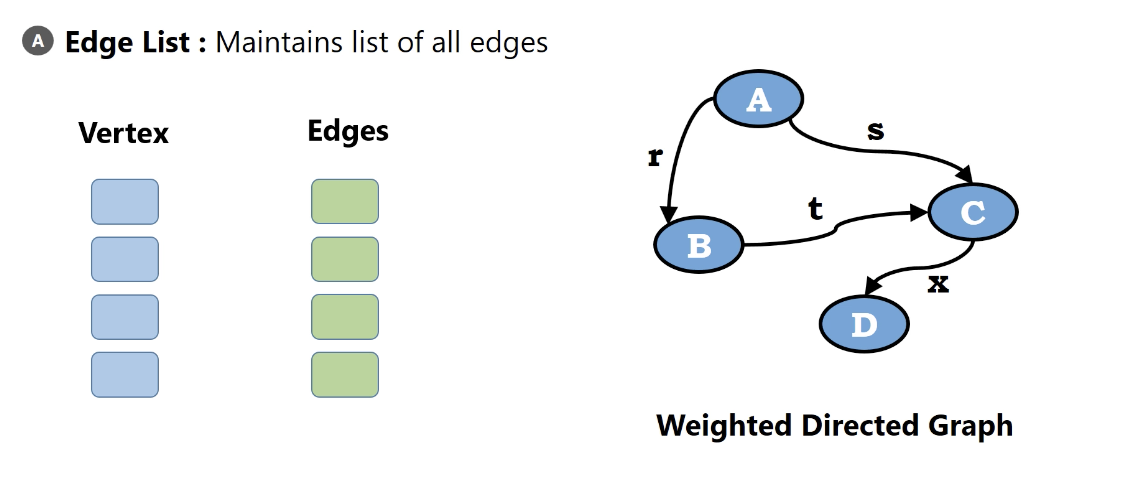 A Edge List : Maintains list of all edges
Vertex
Edges
A
s
r
t
C
B
x
D
Weighted Directed Graph